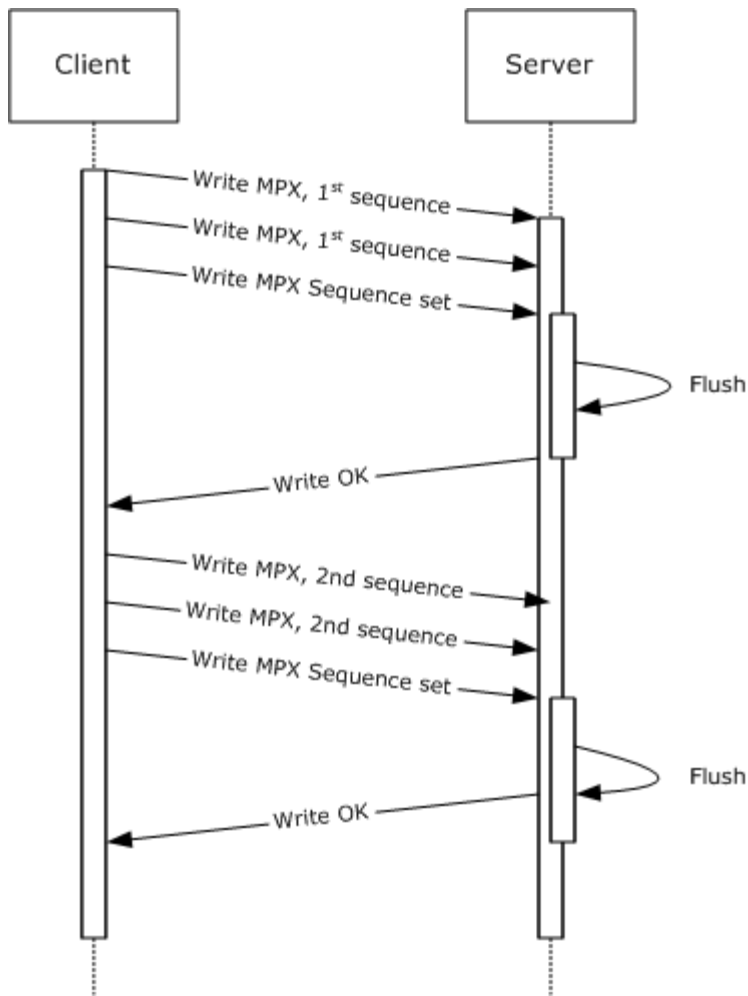 Client
Server
Write MPX, 1st sequence
Write MPX, 1st sequence
Write MPX Sequence set
Flush
Write OK
Write MPX, 2nd sequence
Write MPX, 2nd sequence
Write MPX Sequence set
Flush
Write OK